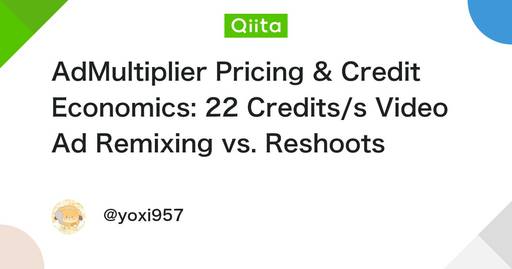 Qiita
AdMultiplier Pricing & Credit
Economics: 22 Credits/s Video
Ad Remixing vs. Reshoots
@yoxi957